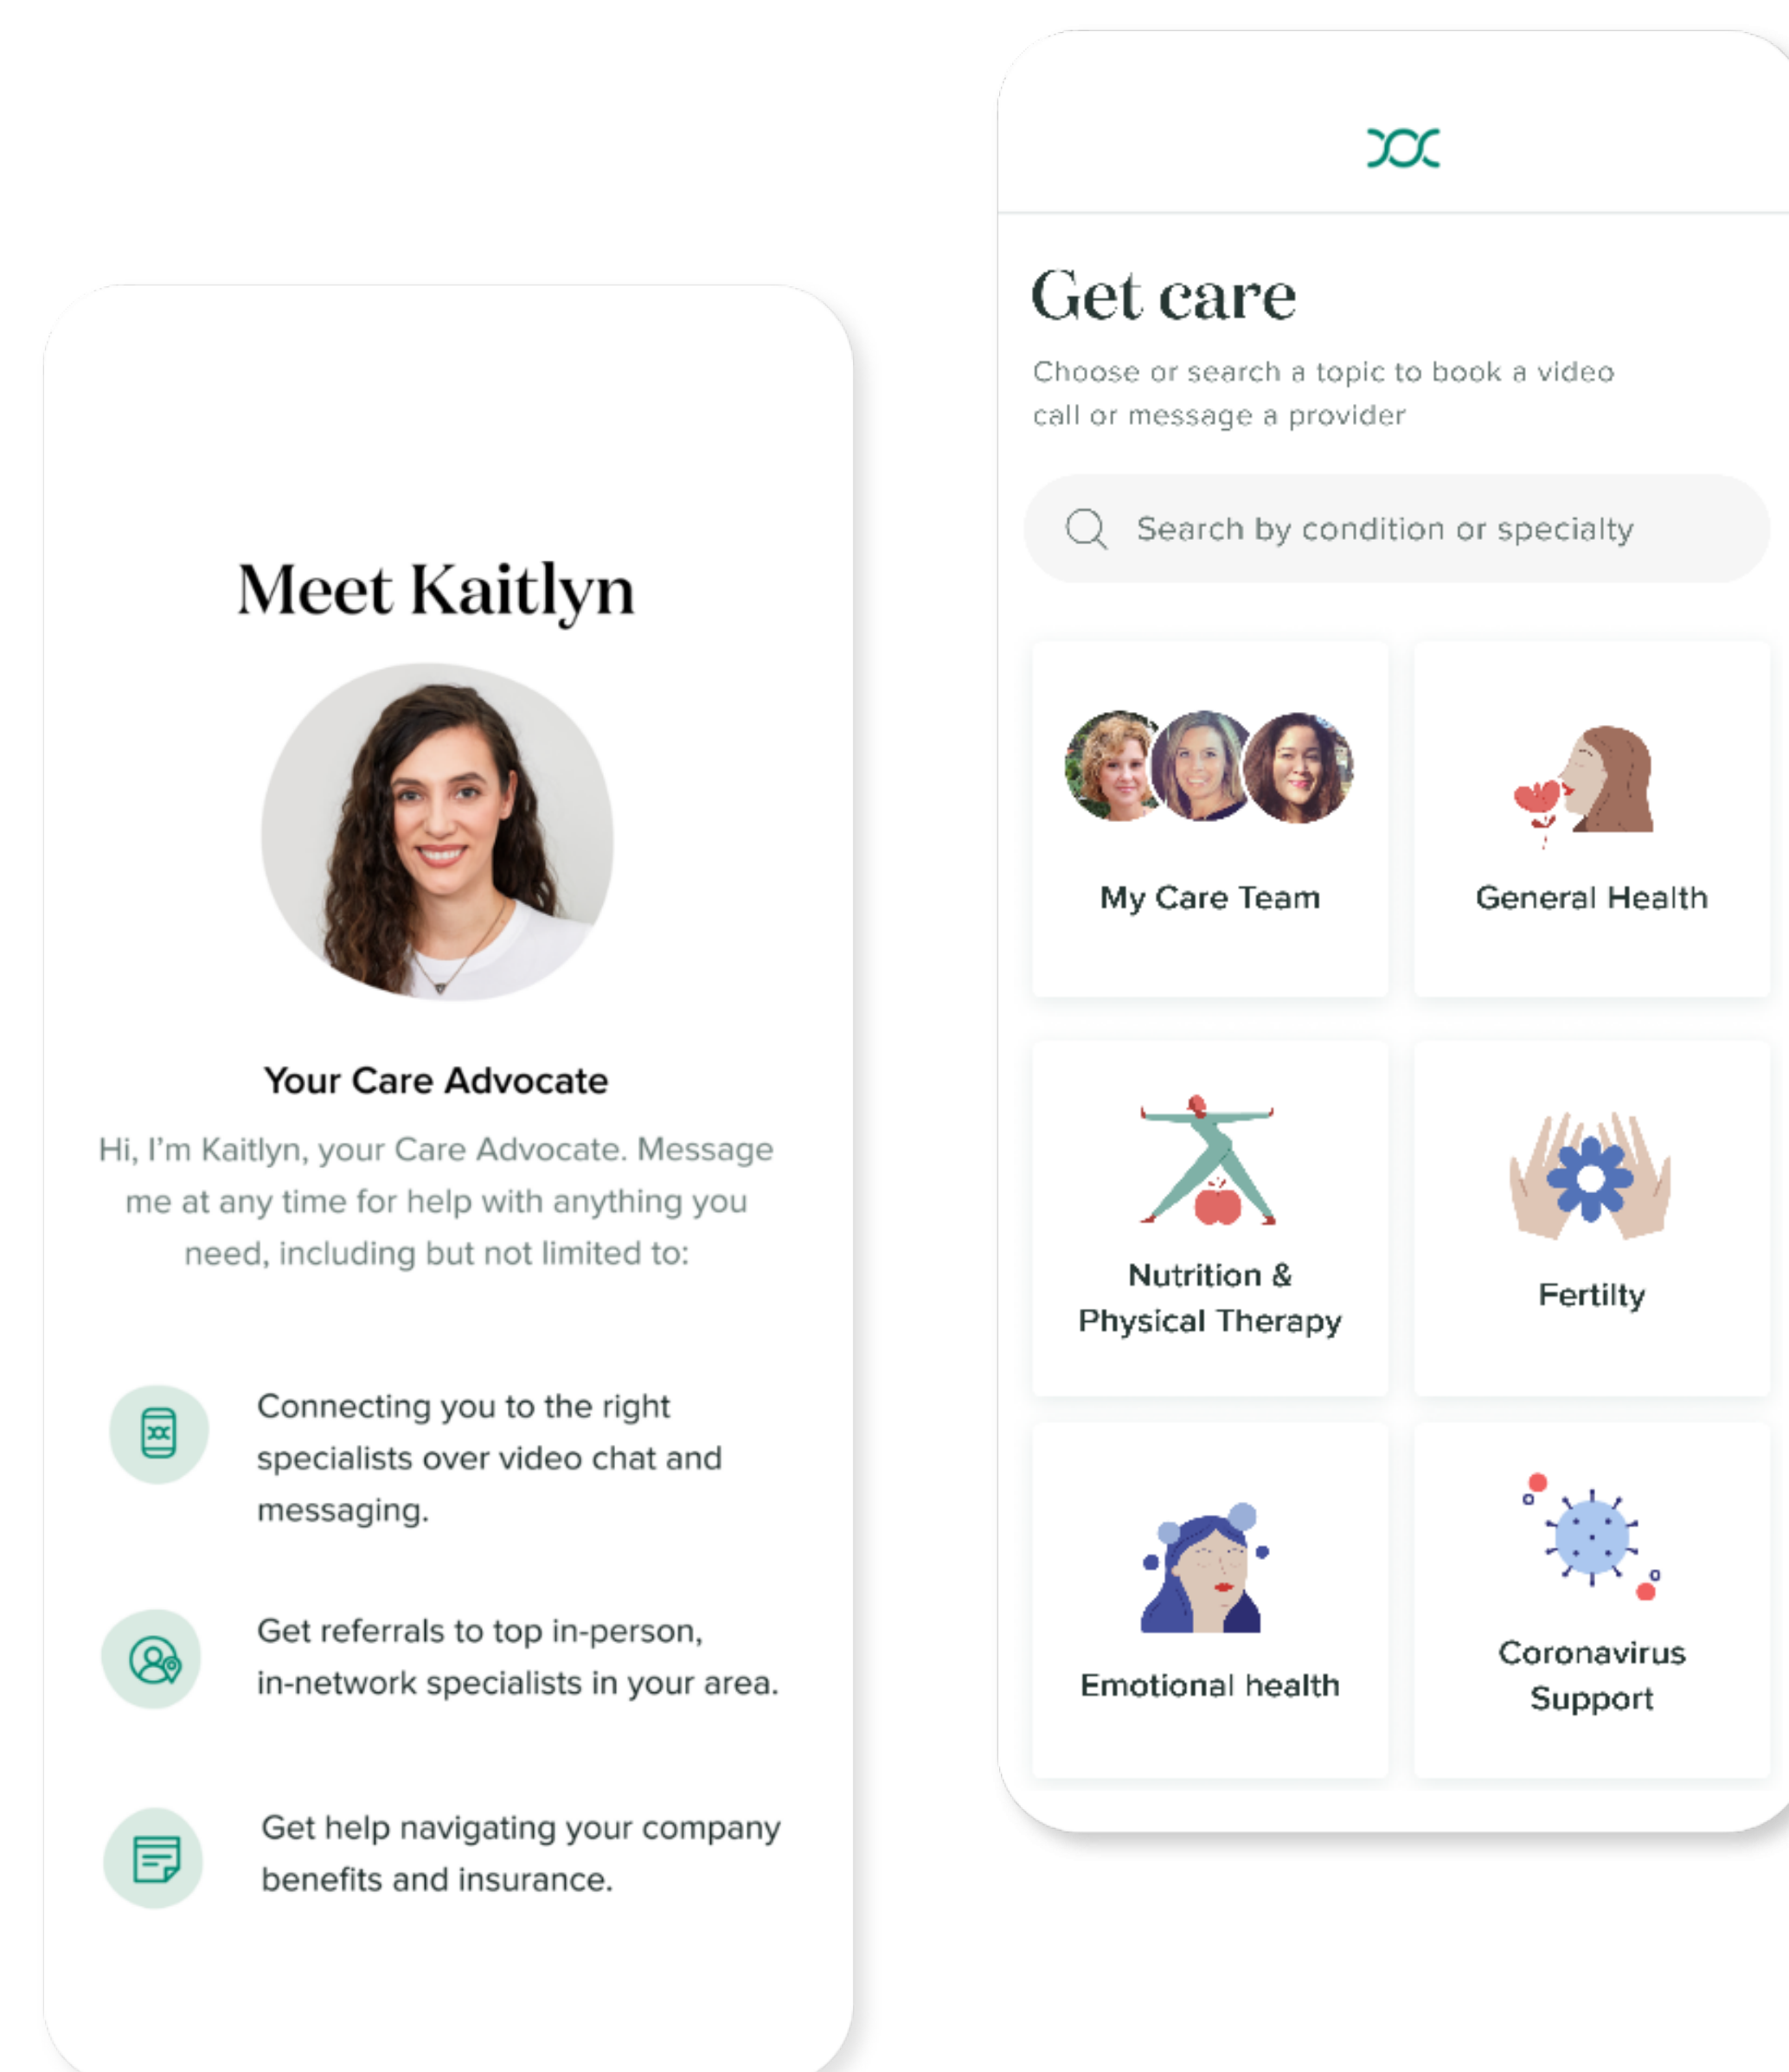 Meet Kaitlyn
Your Care Advocate
Hi, I'm Kaitlyn, your Care Advocate. Message
me at any time for help with anything you
need, including but not limited to:
Connecting you to the right
specialists over video chat and
messaging.
Get referrals to top in-person,
in-network specialists in your area.
Get help navigating your company
benefits and insurance.
Get care
Choose or search a topic to book a video
call or message a provider
Search by condition or specialty
My Care Team
General Health
Nutrition &
Physical Therapy
Fertilty
Emotional health
Coronavirus
Support